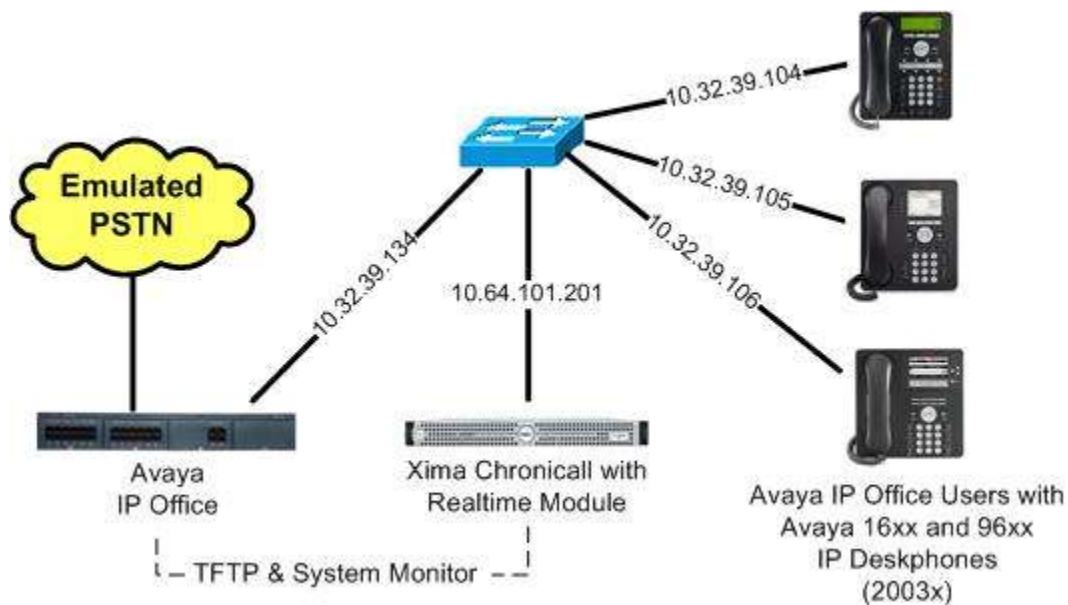 Emulated
PSTN
10.32.39.134
10.64.101.201
10.32.39.104
10.32.39.105
10.32.39.106
Avaya
IP Office
Xima Chronicall with
Realtime Module
TFTP & System Monitor
Avaya IP Office Users with
Avaya 16xx and 96xx
IP Deskphones
(2003x)